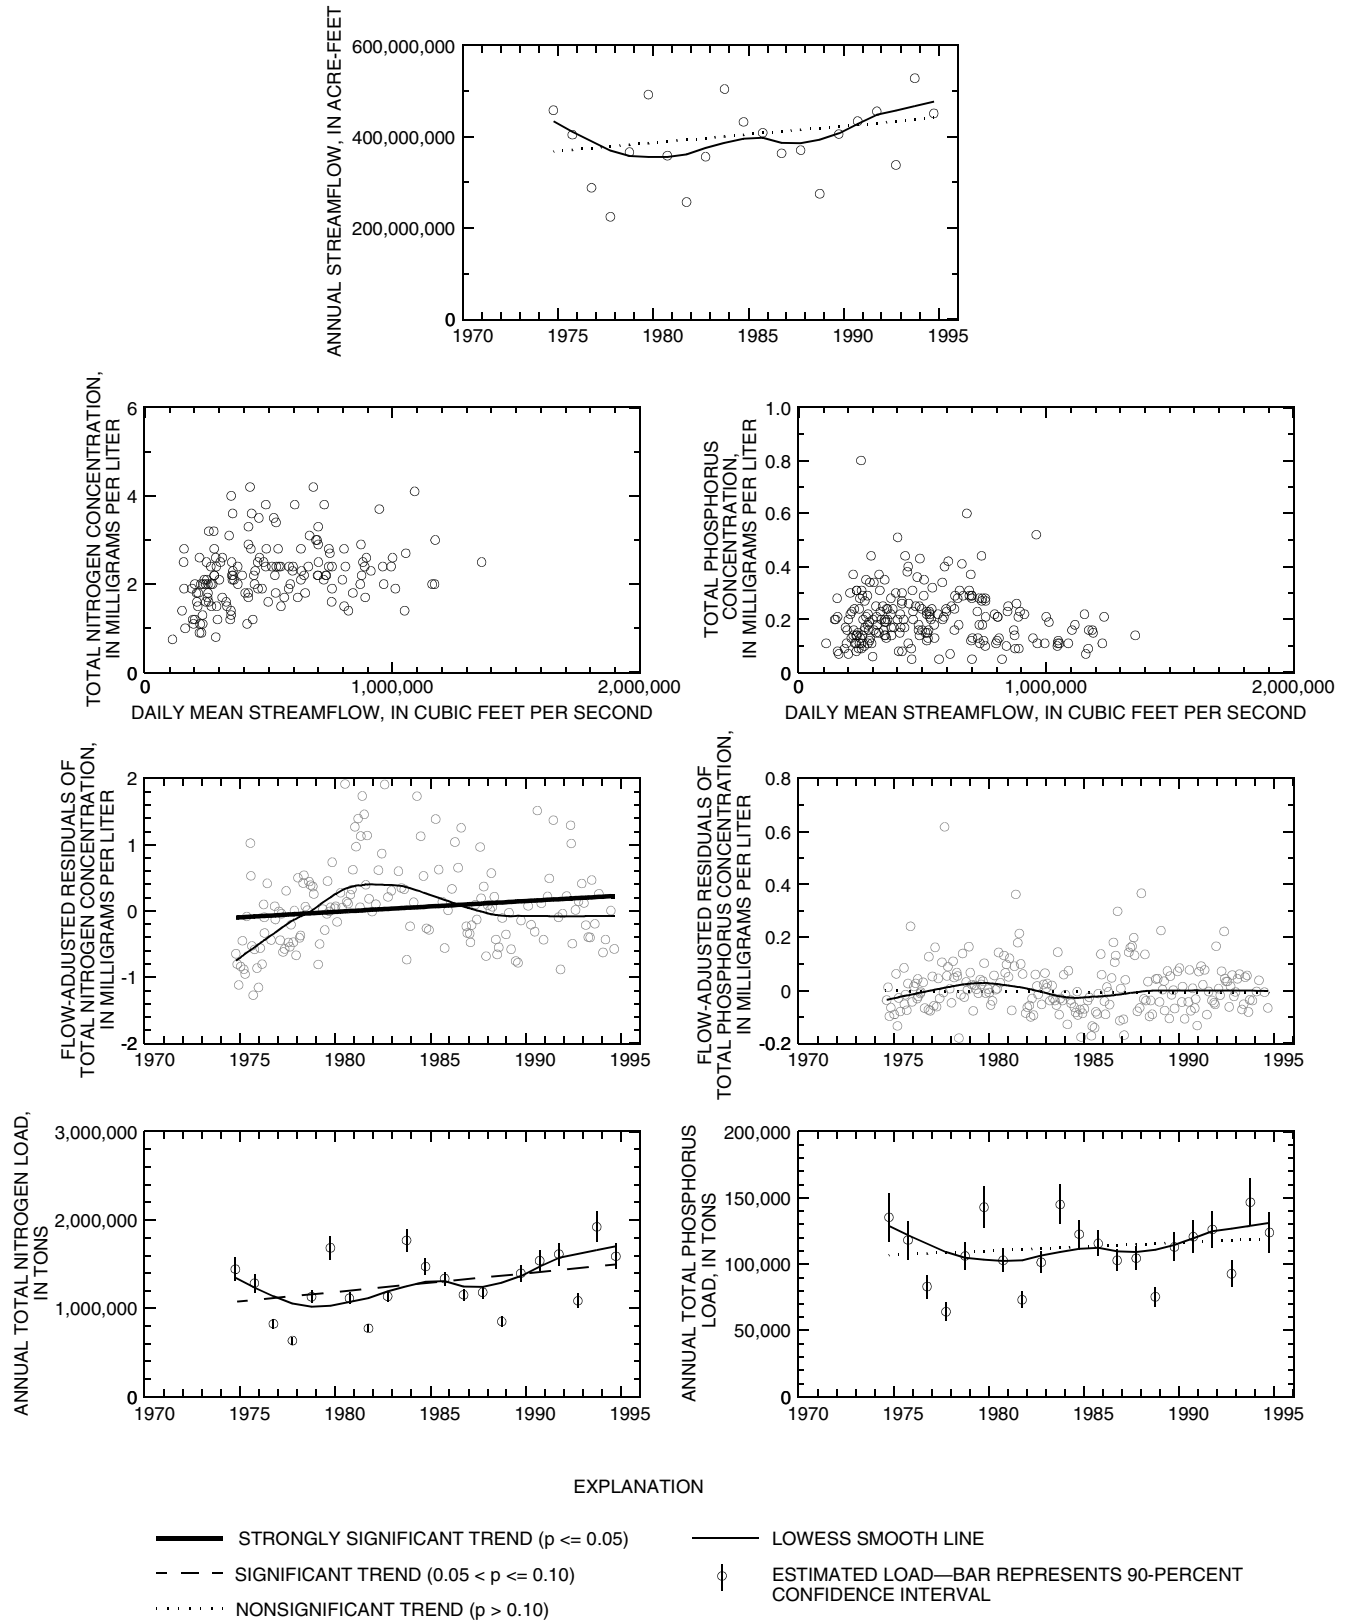 ANNUAL STREAMFLOW, IN ACRE-FEET
600,000,000
400,000,000
200,000,000
0
1970 1975 1980 1985 1990 1995
TOTAL NITROGEN CONCENTRATION,
IN MILLIGRAMS PER LITER
6
4
2
0
0 1,000,000 2,000,000
DAILY MEAN STREAMFLOW, IN CUBIC FEET PER SECOND
TOTAL PHOSPHORUS
CONCENTRATION,
IN MILLIGRAMS PER LITER
1.0
0.8
0.6
0.4
0.2
0
0 1,000,000 2,000,000
DAILY MEAN STREAMFLOW, IN CUBIC FEET PER SECOND
FLOW-ADJUSTED RESIDUALS OF
TOTAL NITROGEN CONCENTRATION,
IN MILLIGRAMS PER LITER
2
1
0
-1
-2
1970 1975 1980 1985 1990 1995
FLOW-ADJUSTED RESIDUALS OF
TOTAL PHOSPHORUS CONCENTRATION,
IN MILLIGRAMS PER LITER
0.8
0.6
0.4
0.2
0
-0.2
1970 1975 1980 1985 1990 1995
ANNUAL TOTAL NITROGEN LOAD,
IN TONS
3,000,000
2,000,000
1,000,000
0
1970 1975 1980 1985 1990 1995
ANNUAL TOTAL PHOSPHORUS
LOAD, IN TONS
200,000
150,000
100,000
50,000
0
1970 1975 1980 1985 1990 1995
EXPLANATION
STRONGLY SIGNIFICANT TREND (p <= 0.05)
SIGNIFICANT TREND (0.05 < p <= 0.10)
NONSIGNIFICANT TREND (p > 0.10)
LOWESS SMOOTH LINE
ESTIMATED LOAD—BAR REPRESENTS 90-PERCENT
CONFIDENCE INTERVAL